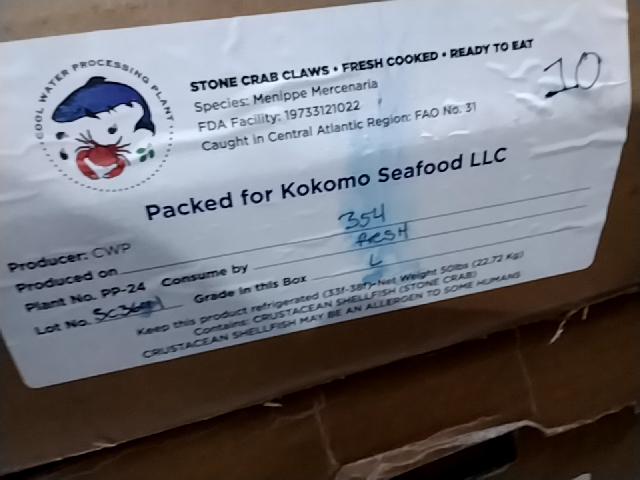 COOL WATER PROCESSING PLANT
STONE CRAB CLAWS • FRESH COOKED • READY TO EAT
Species: Menippe Mercenaria
FDA Facility: 19733121022
Caught in Central Atlantic Region: FAO No. 31
10
Packed for Kokomo Seafood LLC
Producer: CWP
354
Produced on
FRESH
Plant No. PP-24 Consume by
L
Lot No. Grade in this Box
Keep this product refrigerated (33f-38f)-Net Weight 50lbs (22.72 Kg)
Contains: CRUSTACEAN SHELLFISH (STONE CRAB)
CRUSTACEAN SHELLFISH MAY BE AN ALLERGEN TO SOME HUMANS